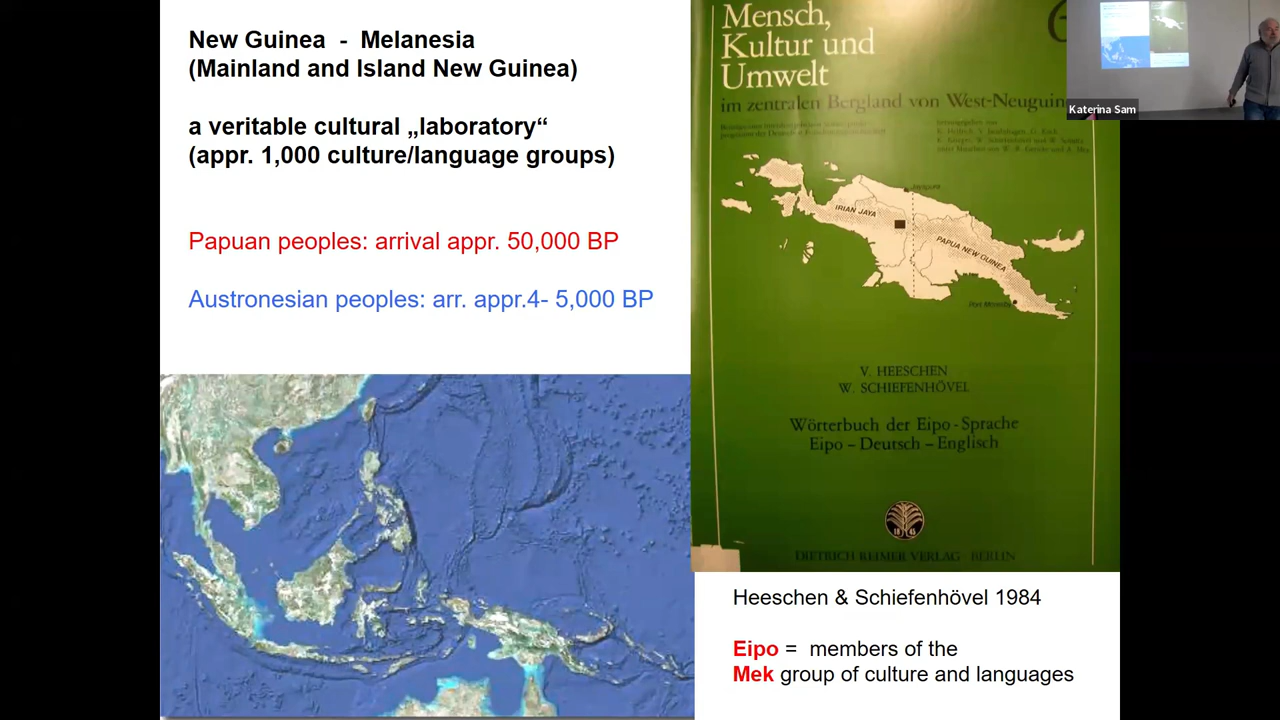 New Guinea - Melanesia
(Mainland and Island New Guinea)
a veritable cultural „laboratory“
(appr. 1,000 culture/language groups)
Papuan peoples: arrival appr. 50,000 BP
Austronesian peoples: arr. appr.4- 5,000 BP
Mensch,
Kultur und
Umwelt
im zentralen Bergland von West-Neuguin
IRIAN JAYA
PAPUA NEW GUINEA
V. HEESCHEN
W. SCHIEFENHÖVEL
Wörterbuch der Eipo-Sprache
Eipo – Deutsch – Englisch
DIETRICH REIMER VERLAG · BERLIN
Heeschen & Schiefenhövel 1984
Eipo = members of the
Mek group of culture and languages
Katerina Sam